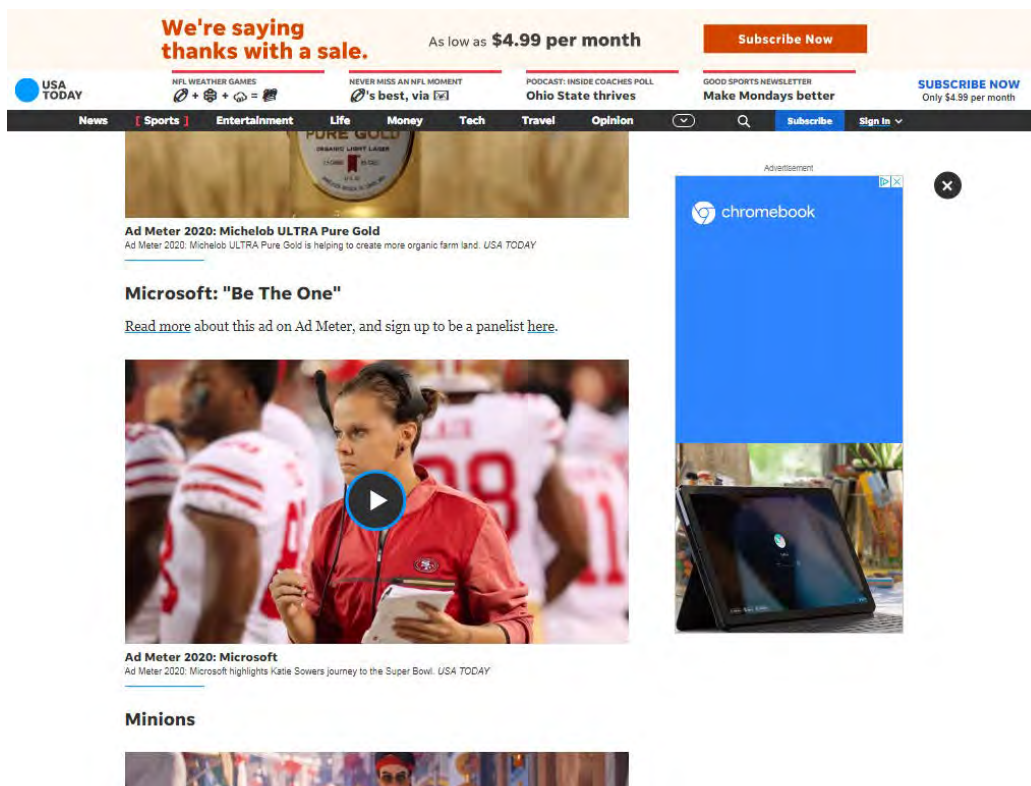 We're saying
thanks with a sale.
As low as $4.99 per month
Subscribe Now
USA
TODAY
NFL WEATHER GAMES
+ + =
NEVER MISS AN NFL MOMENT
's best, via
PODCAST: INSIDE COACHES POLL
Ohio State thrives
GOOD SPORTS NEWSLETTER
Make Mondays better
SUBSCRIBE NOW
Only $4.99 per month
News [ Sports ] Entertainment Life Money Tech Travel Opinion Subscribe Sign In
PURE GOLD
ORGANIC LIGHT LAGER
Advertisement
chromebook
Ad Meter 2020: Michelob ULTRA Pure Gold
Ad Meter 2020: Michelob ULTRA Pure Gold is helping to create more organic farm land. USA TODAY
Microsoft: "Be The One"
Read more about this ad on Ad Meter, and sign up to be a panelist here.
Ad Meter 2020: Microsoft
Ad Meter 2020: Microsoft highlights Katie Sowers journey to the Super Bowl. USA TODAY
Minions